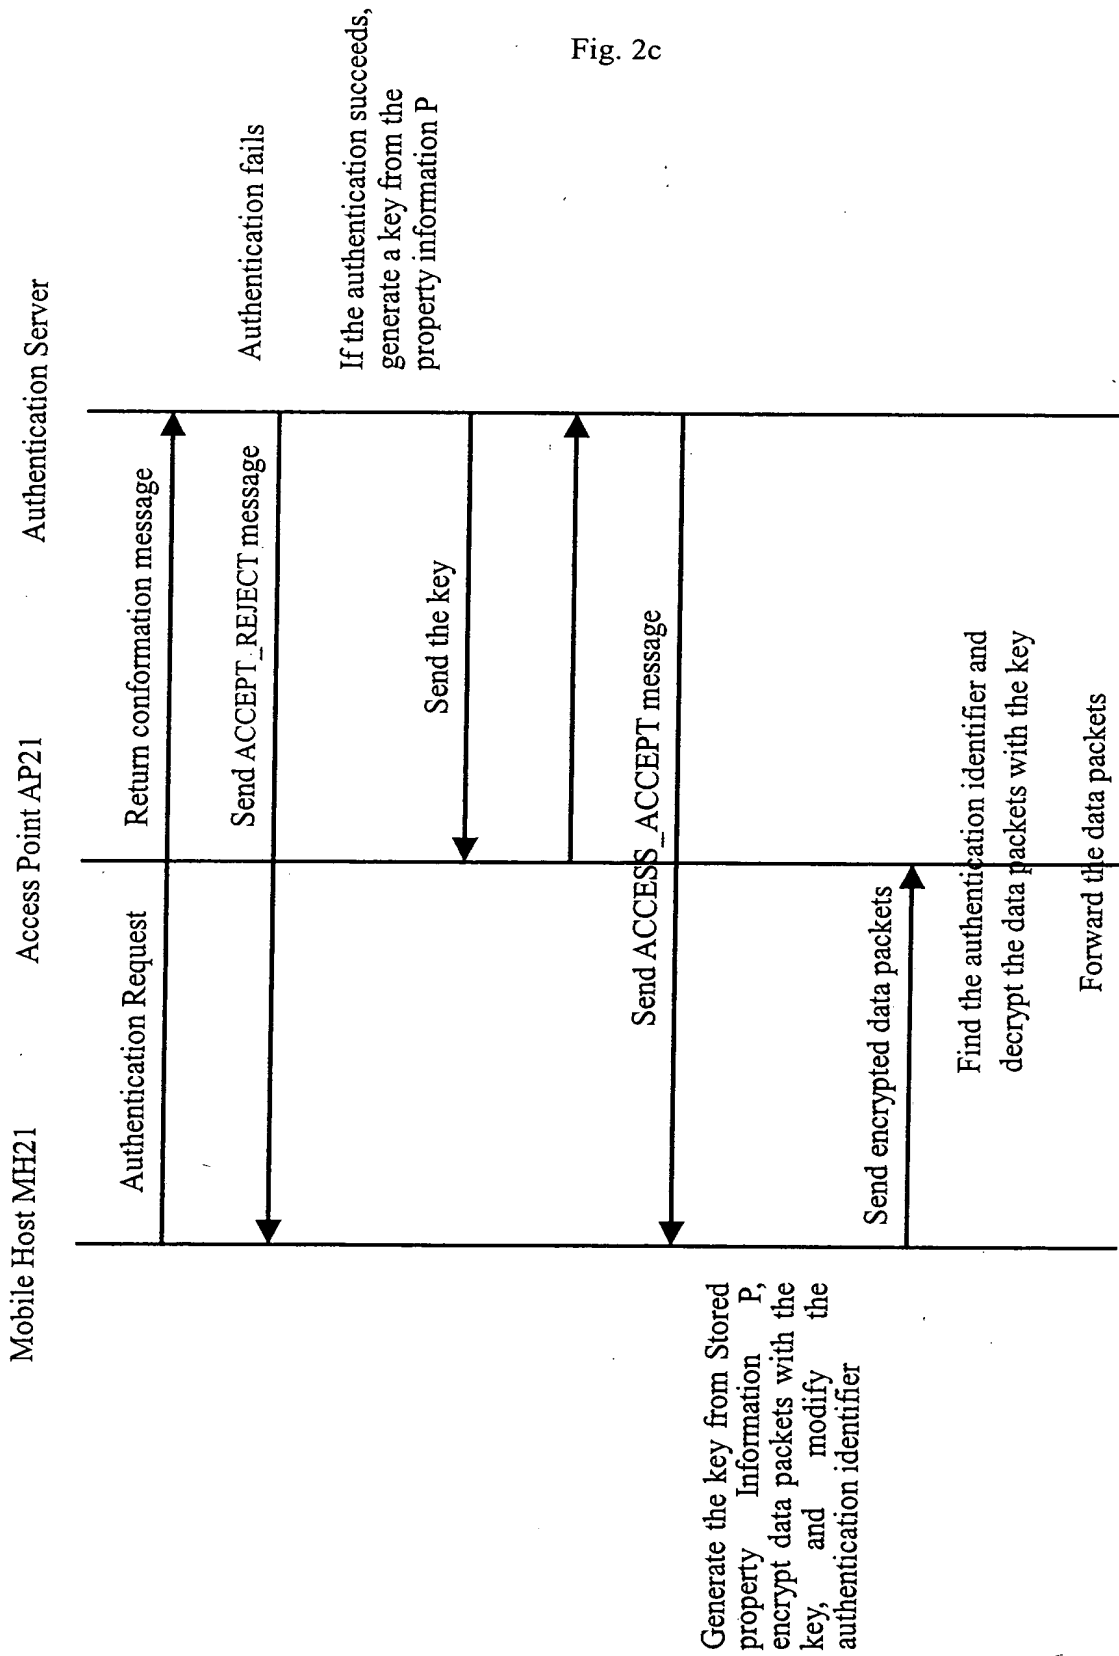 Fig. 2c
Mobile Host MH21
Access Point AP21
Authentication Server
Authentication Request
Return conformation message
Send ACCEPT_REJECT message
Authentication fails
If the authentication succeeds,
generate a key from the
property information P
Send the key
Return conformation message
Send ACCESS_ACCEPT message
Generate the key from Stored
property Information P,
encrypt data packets with the
key, and modify the
authentication identifier
Send encrypted data packets
Find the authentication identifier and
decrypt the data packets with the key
Forward the data packets